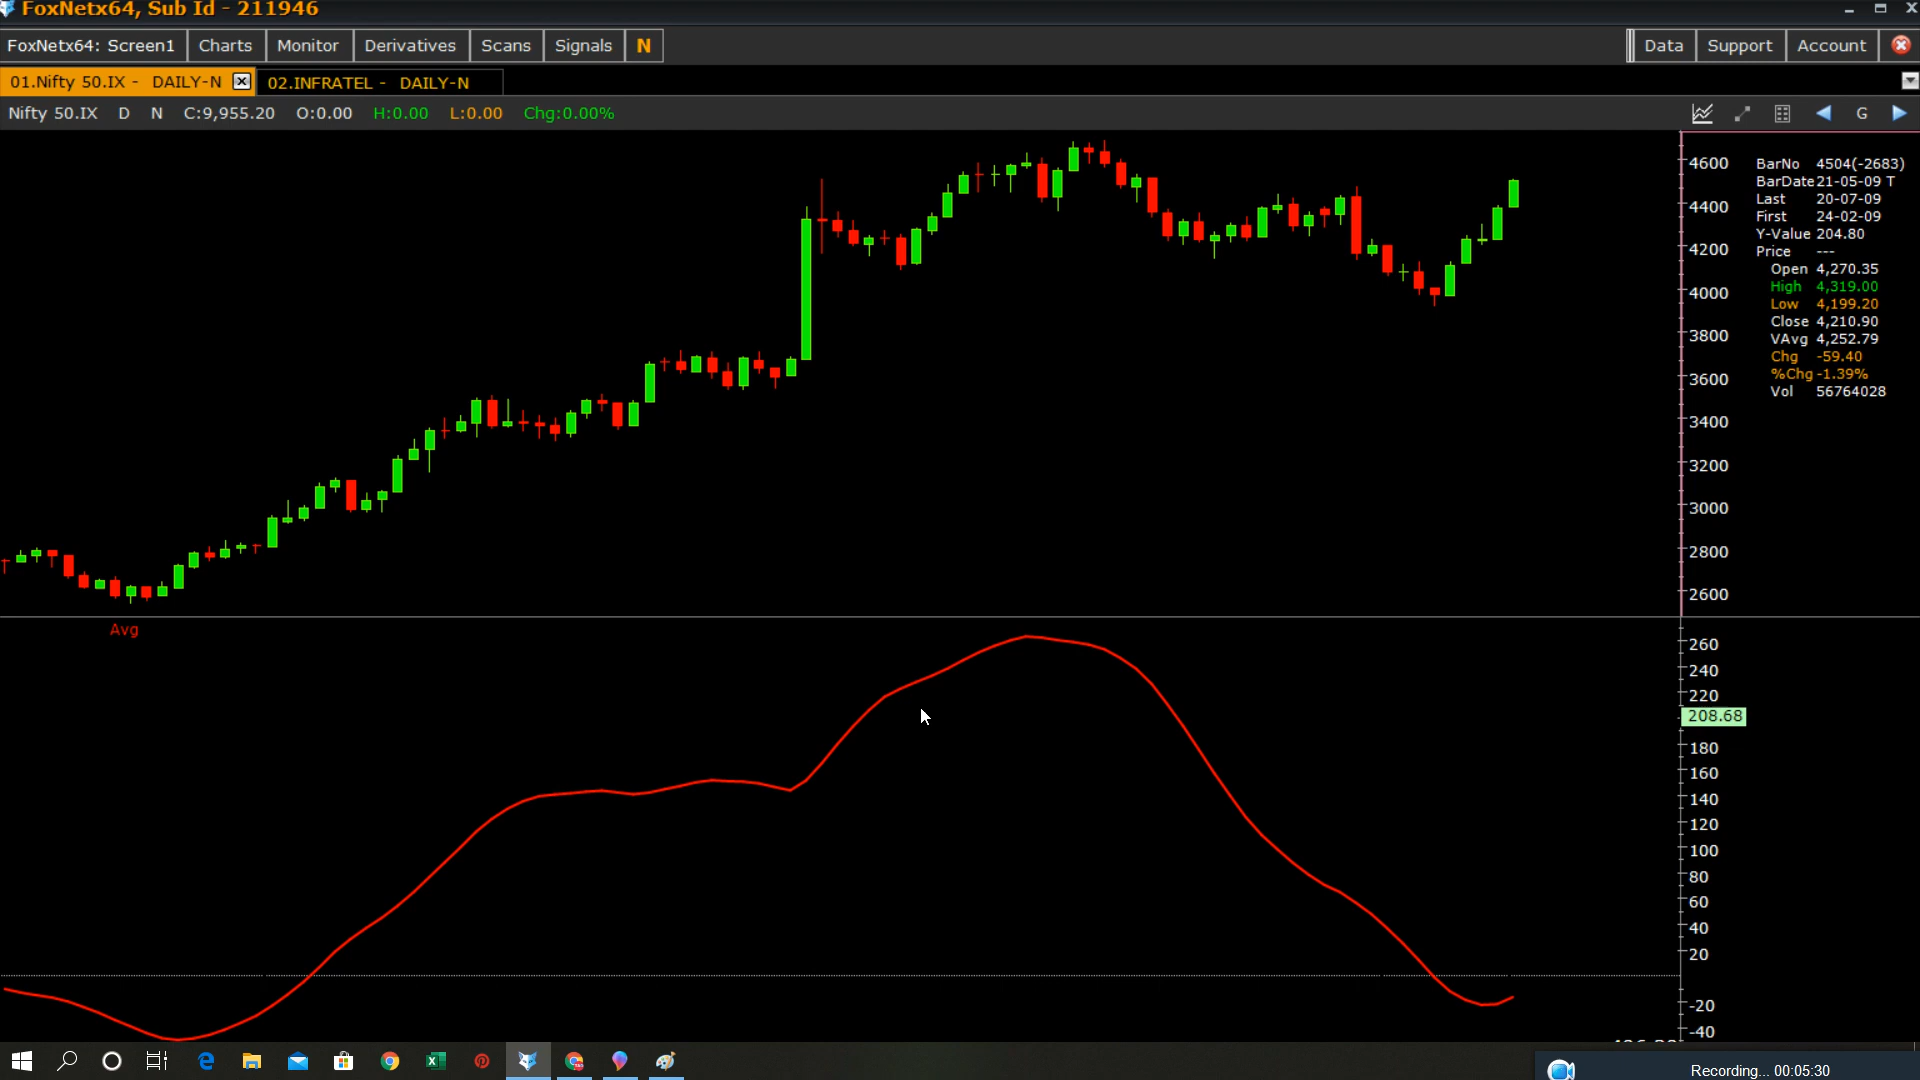 FoxNetx64, Sub Id - 211946
FoxNetx64: Screen1 Charts Monitor Derivatives Scans Signals N Data Support Account
01.Nifty 50.IX - DAILY-N 02.INFRATEL - DAILY-N
Nifty 50.IX D N C:9,955.20 O:0.00 H:0.00 L:0.00 Chg:0.00% G
4600
4400
4200
4000
3800
3600
3400
3200
3000
2800
2600
BarNo 4504(-2683)
BarDate 21-05-09 T
Last 20-07-09
First 24-02-09
Y-Value 204.80
Price ---
Open 4,270.35
High 4,319.00
Low 4,199.20
Close 4,210.90
VAvg 4,252.79
Chg -59.40
%Chg -1.39%
Vol 56764028
Avg
260
240
220
208.68
180
160
140
120
100
80
60
40
20
-20
-40
Recording... 00:05:30